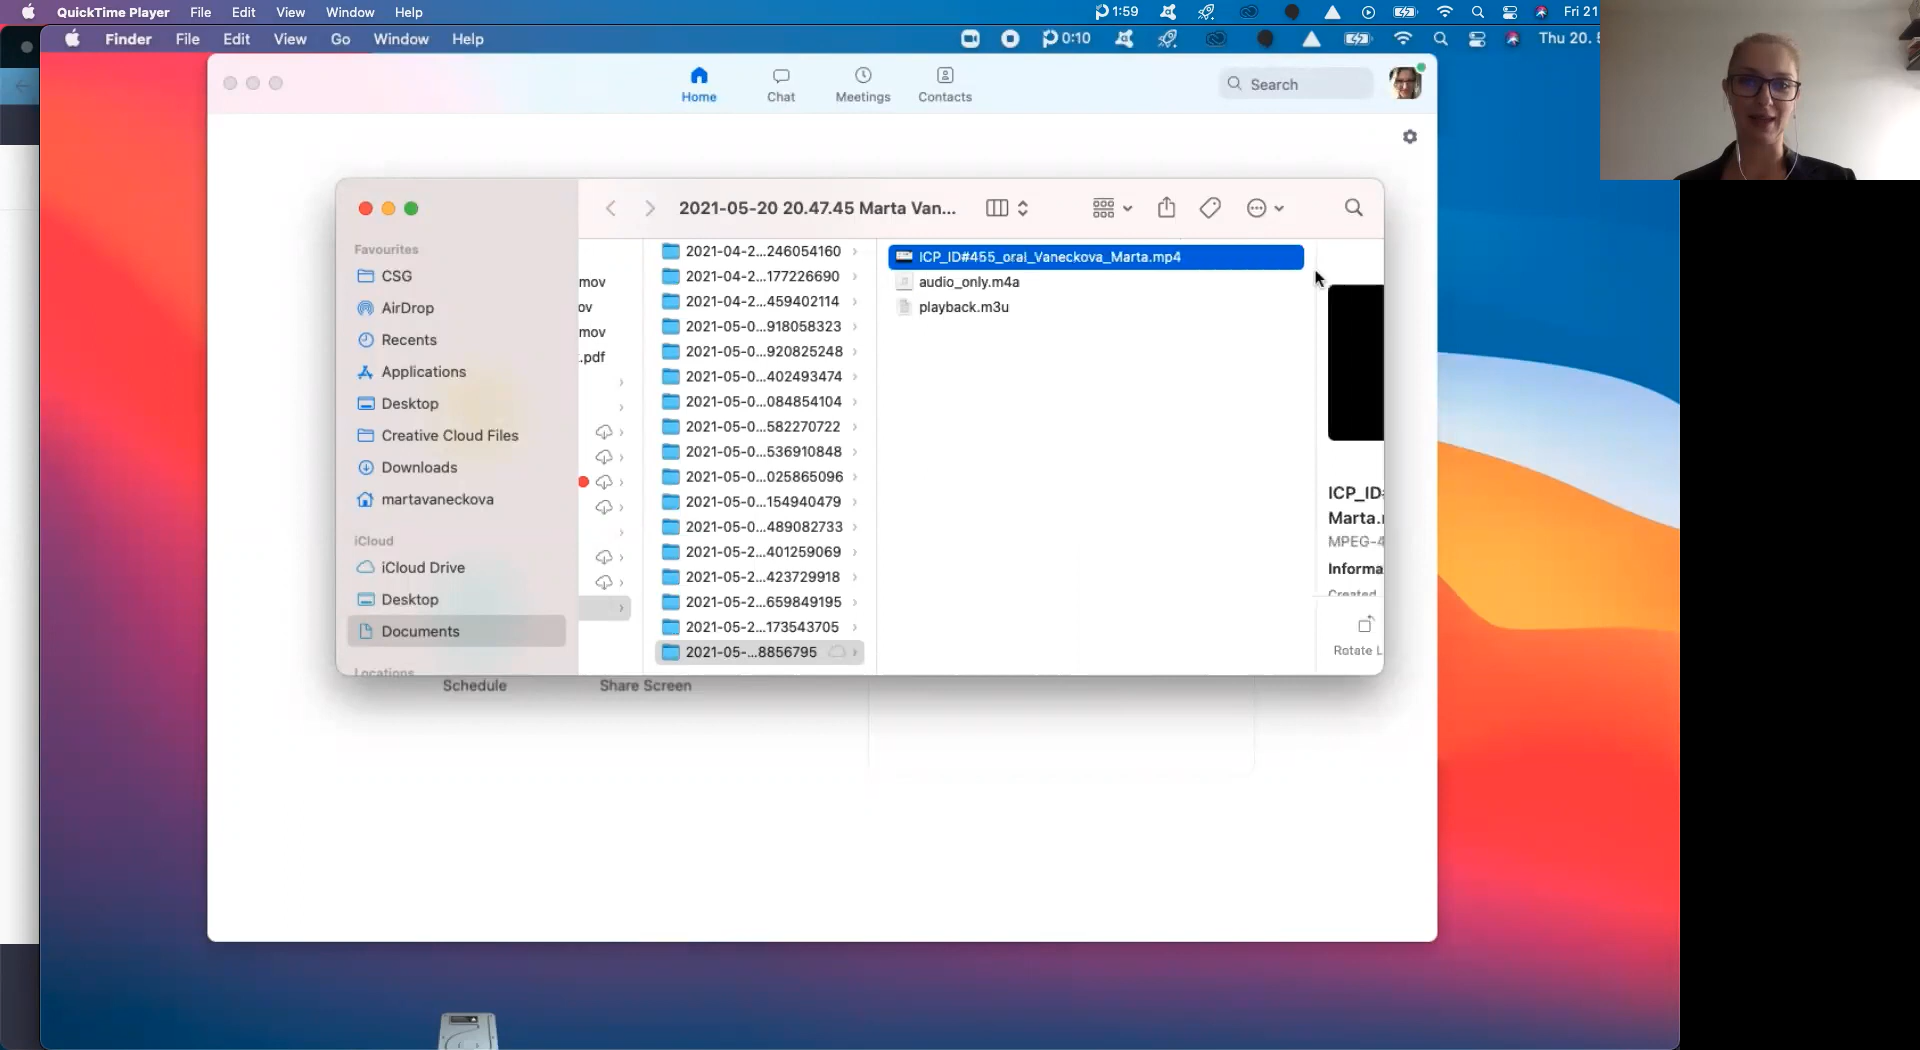 QuickTime Player File Edit View Window Help 1:59 Fri 21
Finder File Edit View Go Window Help 0:10 Thu 20.
Home Chat Meetings Contacts Search
2021-05-20 20.47.45 Marta Van...
Favourites
CSG
AirDrop
Recents
Applications
Desktop
Creative Cloud Files
Downloads
martavaneckova
iCloud
iCloud Drive
Desktop
Documents
Locations
mov
ov
mov
.pdf
2021-04-2...246054160
2021-04-2...177226690
2021-04-2...459402114
2021-05-0...918058323
2021-05-0...920825248
2021-05-0...402493474
2021-05-0...084854104
2021-05-0...582270722
2021-05-0...536910848
2021-05-0...025865096
2021-05-0...154940479
2021-05-0...489082733
2021-05-2...401259069
2021-05-2...423729918
2021-05-2...659849195
2021-05-2...173543705
2021-05-...8856795
ICP_ID#455_oral_Vaneckova_Marta.mp4
audio_only.m4a
playback.m3u
ICP_ID
Marta.
MPEG-4
Informa
Created
Rotate L
Schedule Share Screen